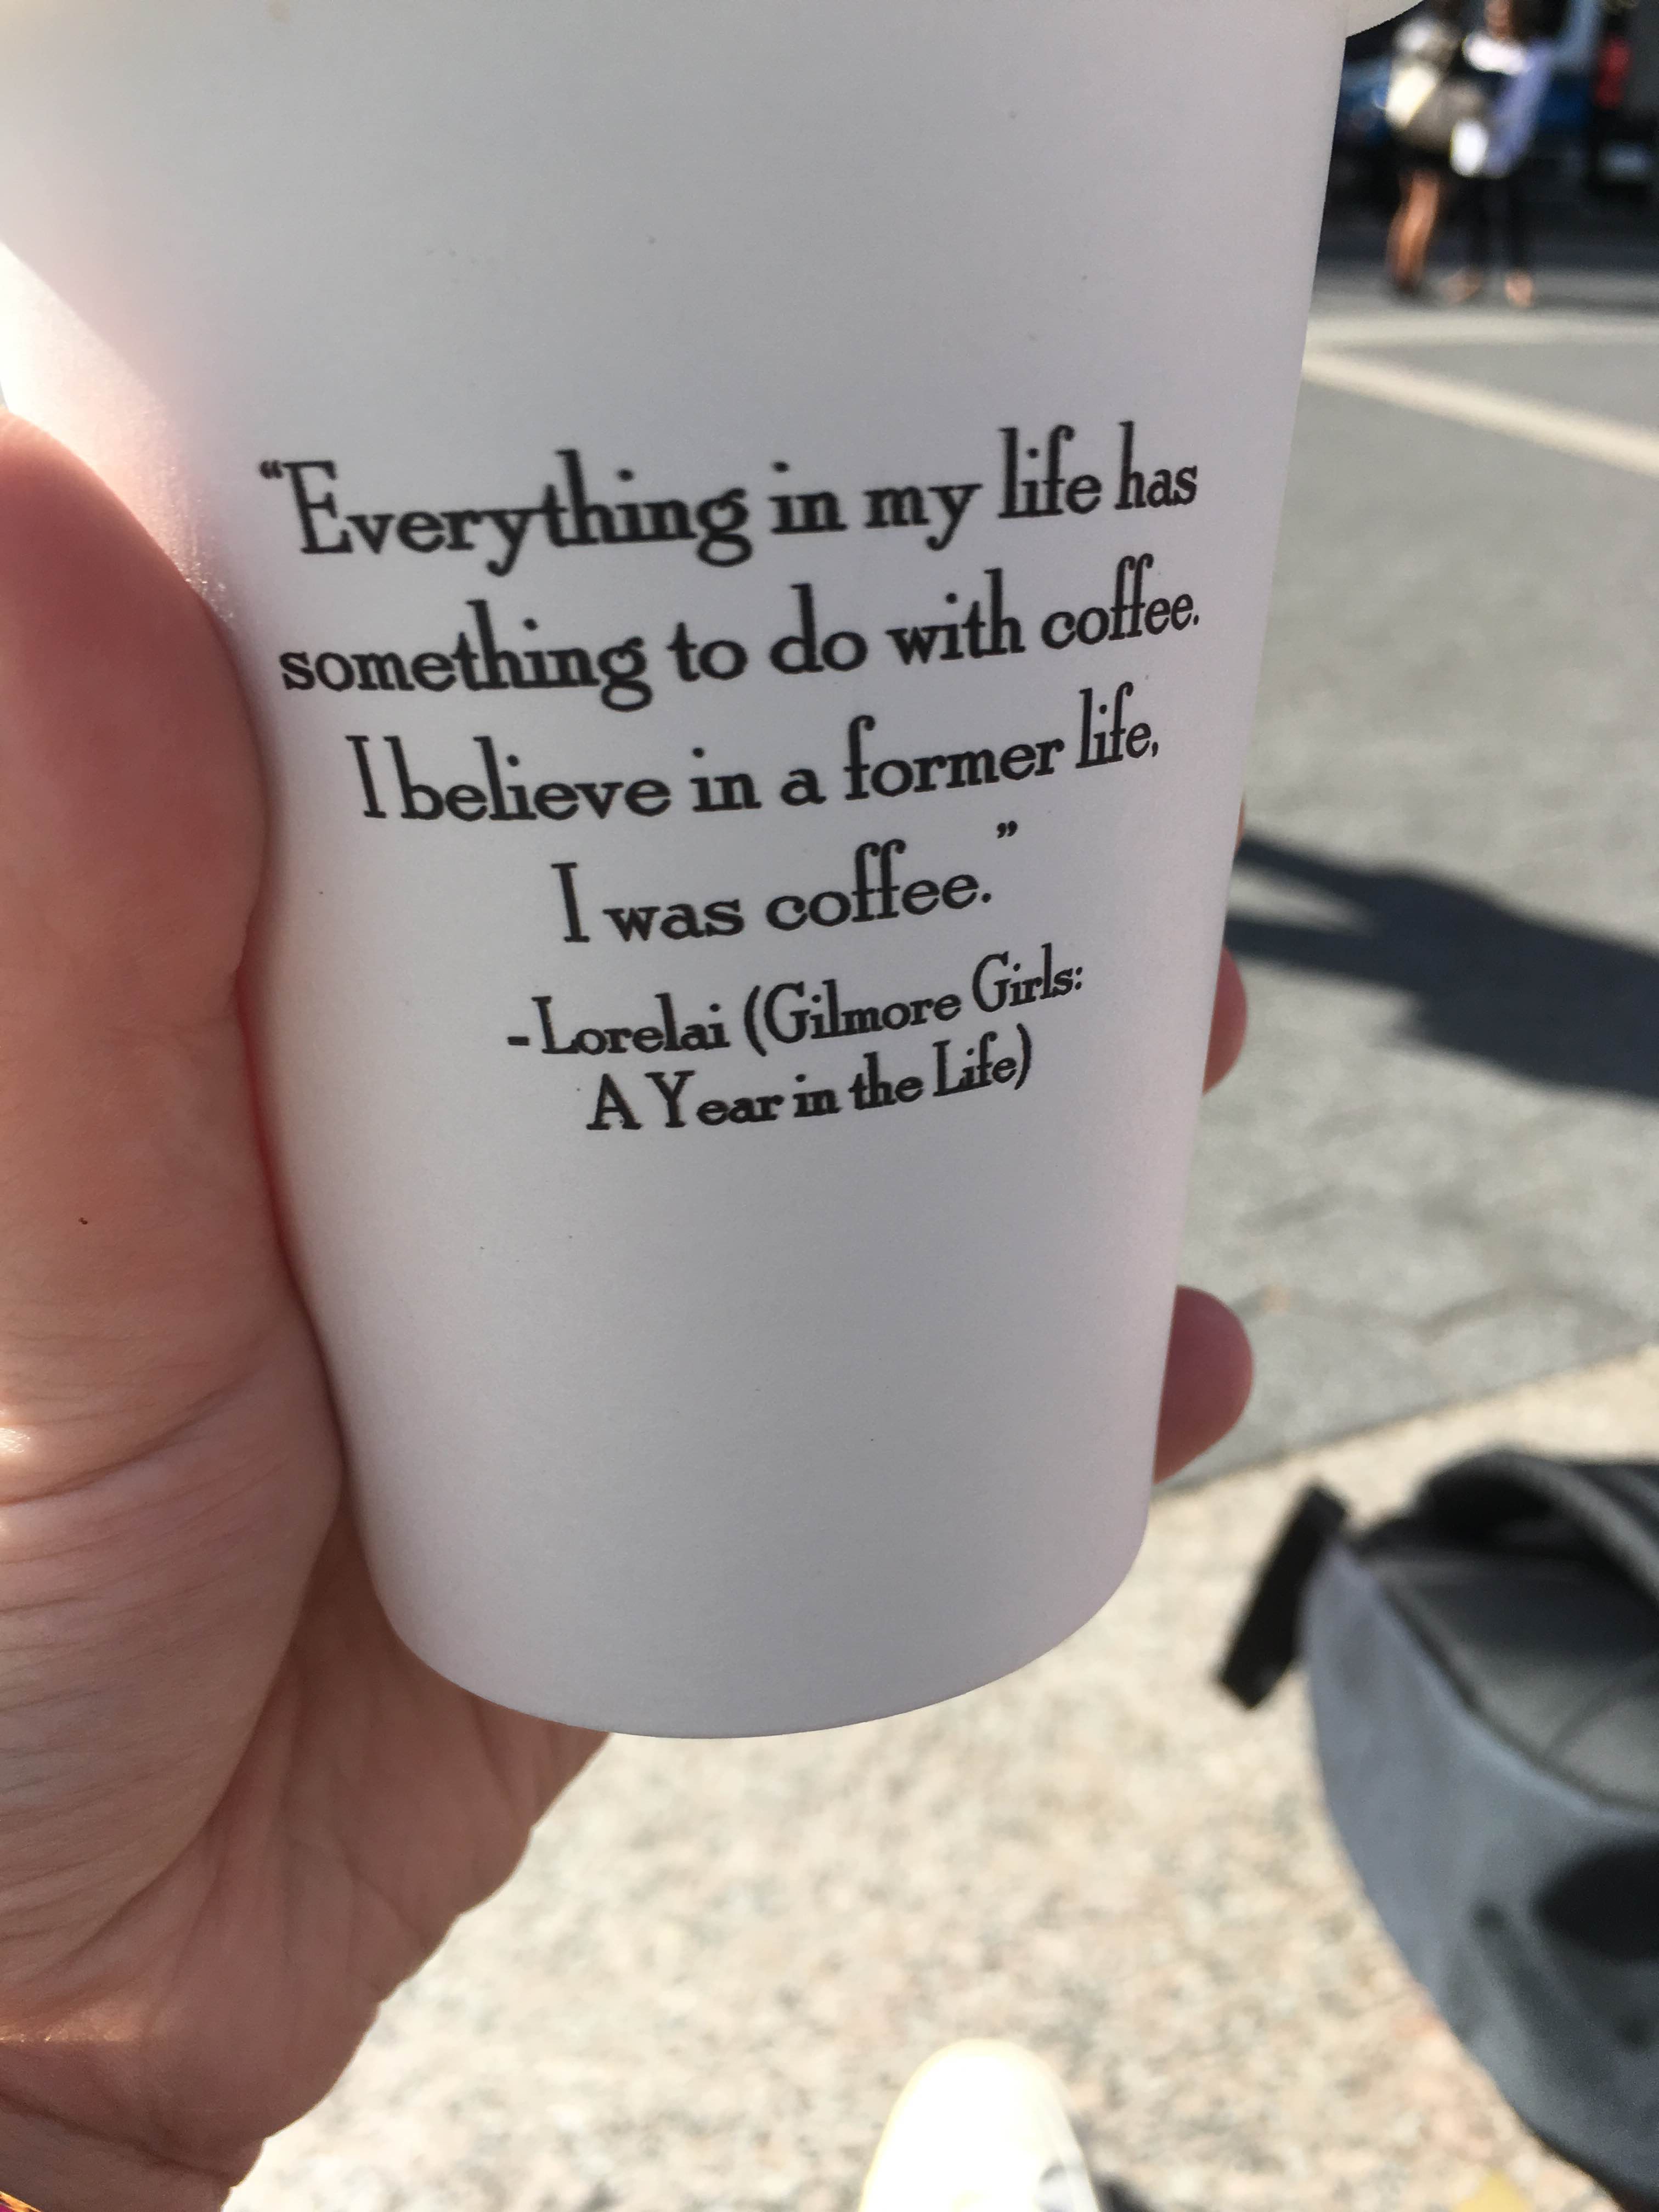 “Everything in my life has
something to do with coffee.
I believe in a former life,
I was coffee.”
-Lorelai (Gilmore Girls:
A Year in the Life)